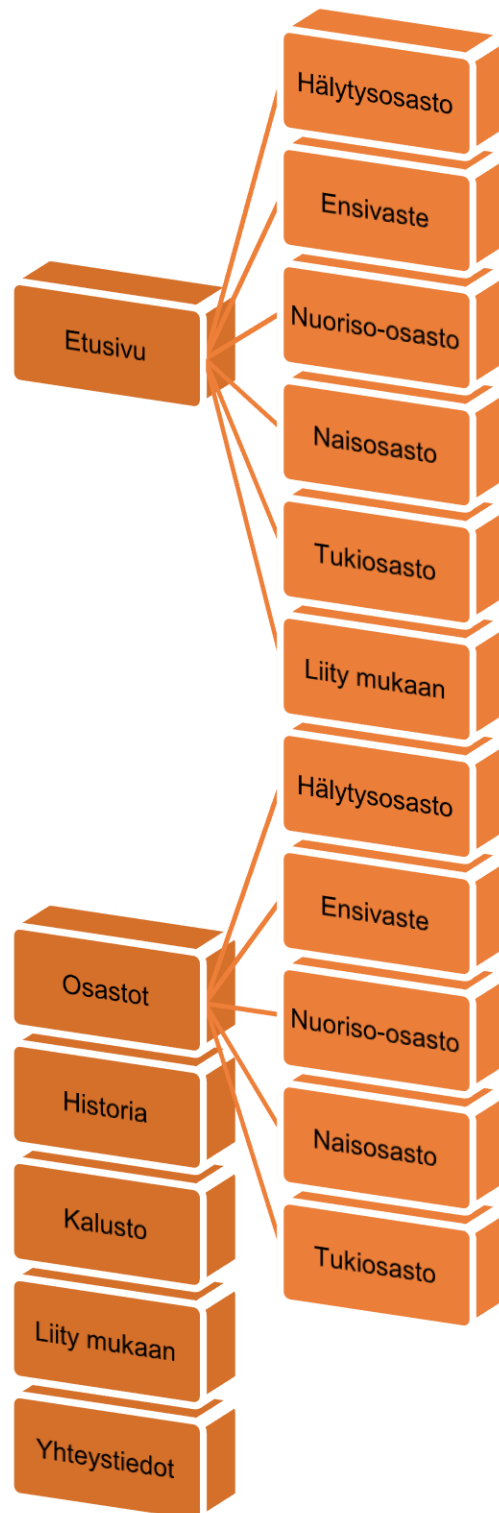 Etusivu
Hälytysosasto
Ensivaste
Nuoriso-osasto
Naisosasto
Tukiosasto
Liity mukaan
Osastot
Hälytysosasto
Ensivaste
Nuoriso-osasto
Naisosasto
Tukiosasto
Historia
Kalusto
Liity mukaan
Yhteystiedot